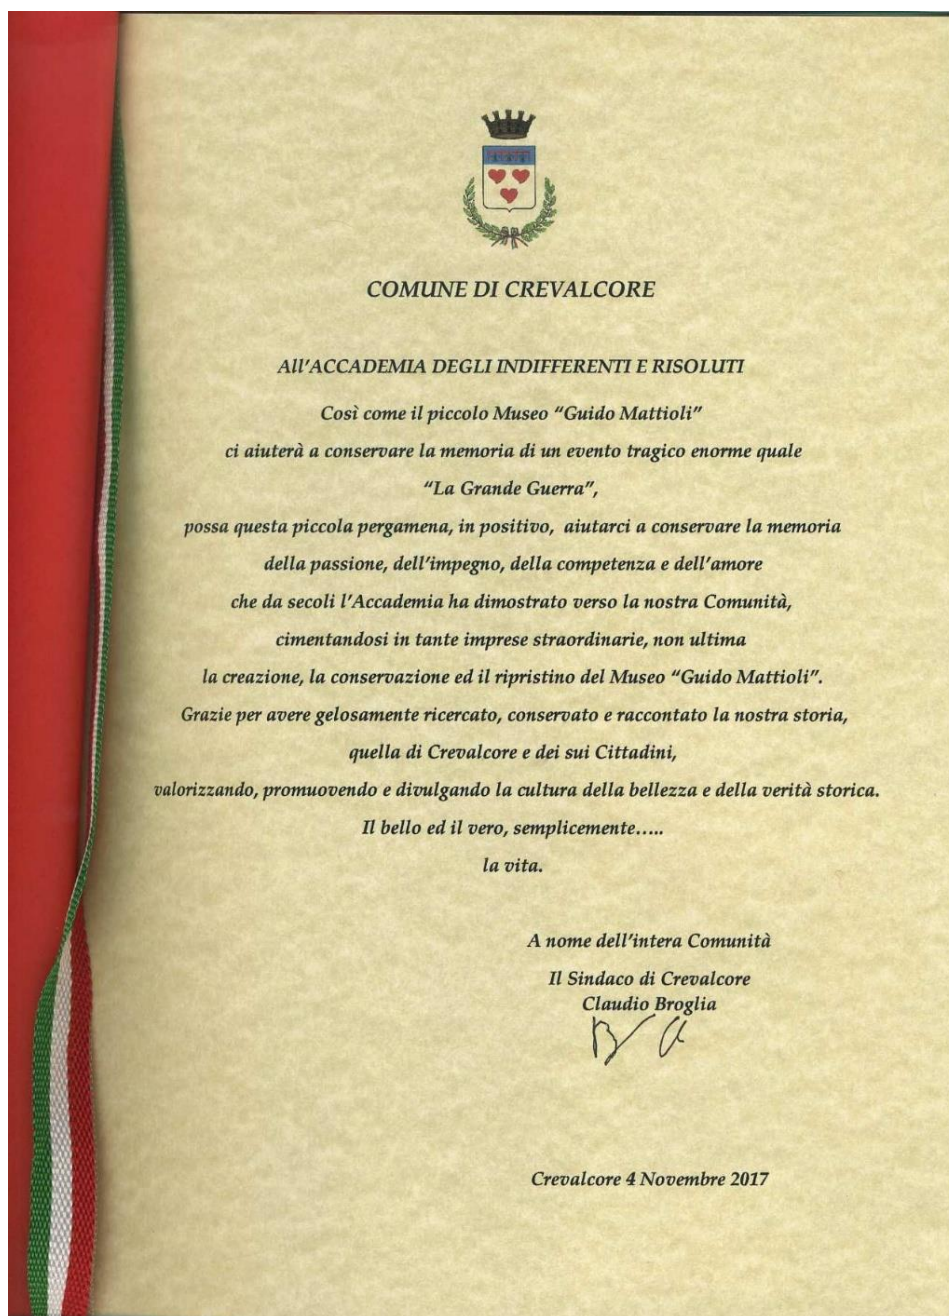 COMUNE DI CREVALCORE
All'ACCADEMIA DEGLI INDIFFERENTI E RISOLUTI
Così come il piccolo Museo “Guido Mattioli”
ci aiuterà a conservare la memoria di un evento tragico enorme quale
“La Grande Guerra”,
possa questa piccola pergamena, in positivo, aiutarci a conservare la memoria
della passione, dell'impegno, della competenza e dell'amore
che da secoli l'Accademia ha dimostrato verso la nostra Comunità,
cimentandosi in tante imprese straordinarie, non ultima
la creazione, la conservazione ed il ripristino del Museo “Guido Mattioli”.
Grazie per avere gelosamente ricercato, conservato e raccontato la nostra storia,
quella di Crevalcore e dei sui Cittadini,
valorizzando, promuovendo e divulgando la cultura della bellezza e della verità storica.
Il bello ed il vero, semplicemente…..
la vita.
A nome dell'intera Comunità
Il Sindaco di Crevalcore
Claudio Broglia
Crevalcore 4 Novembre 2017